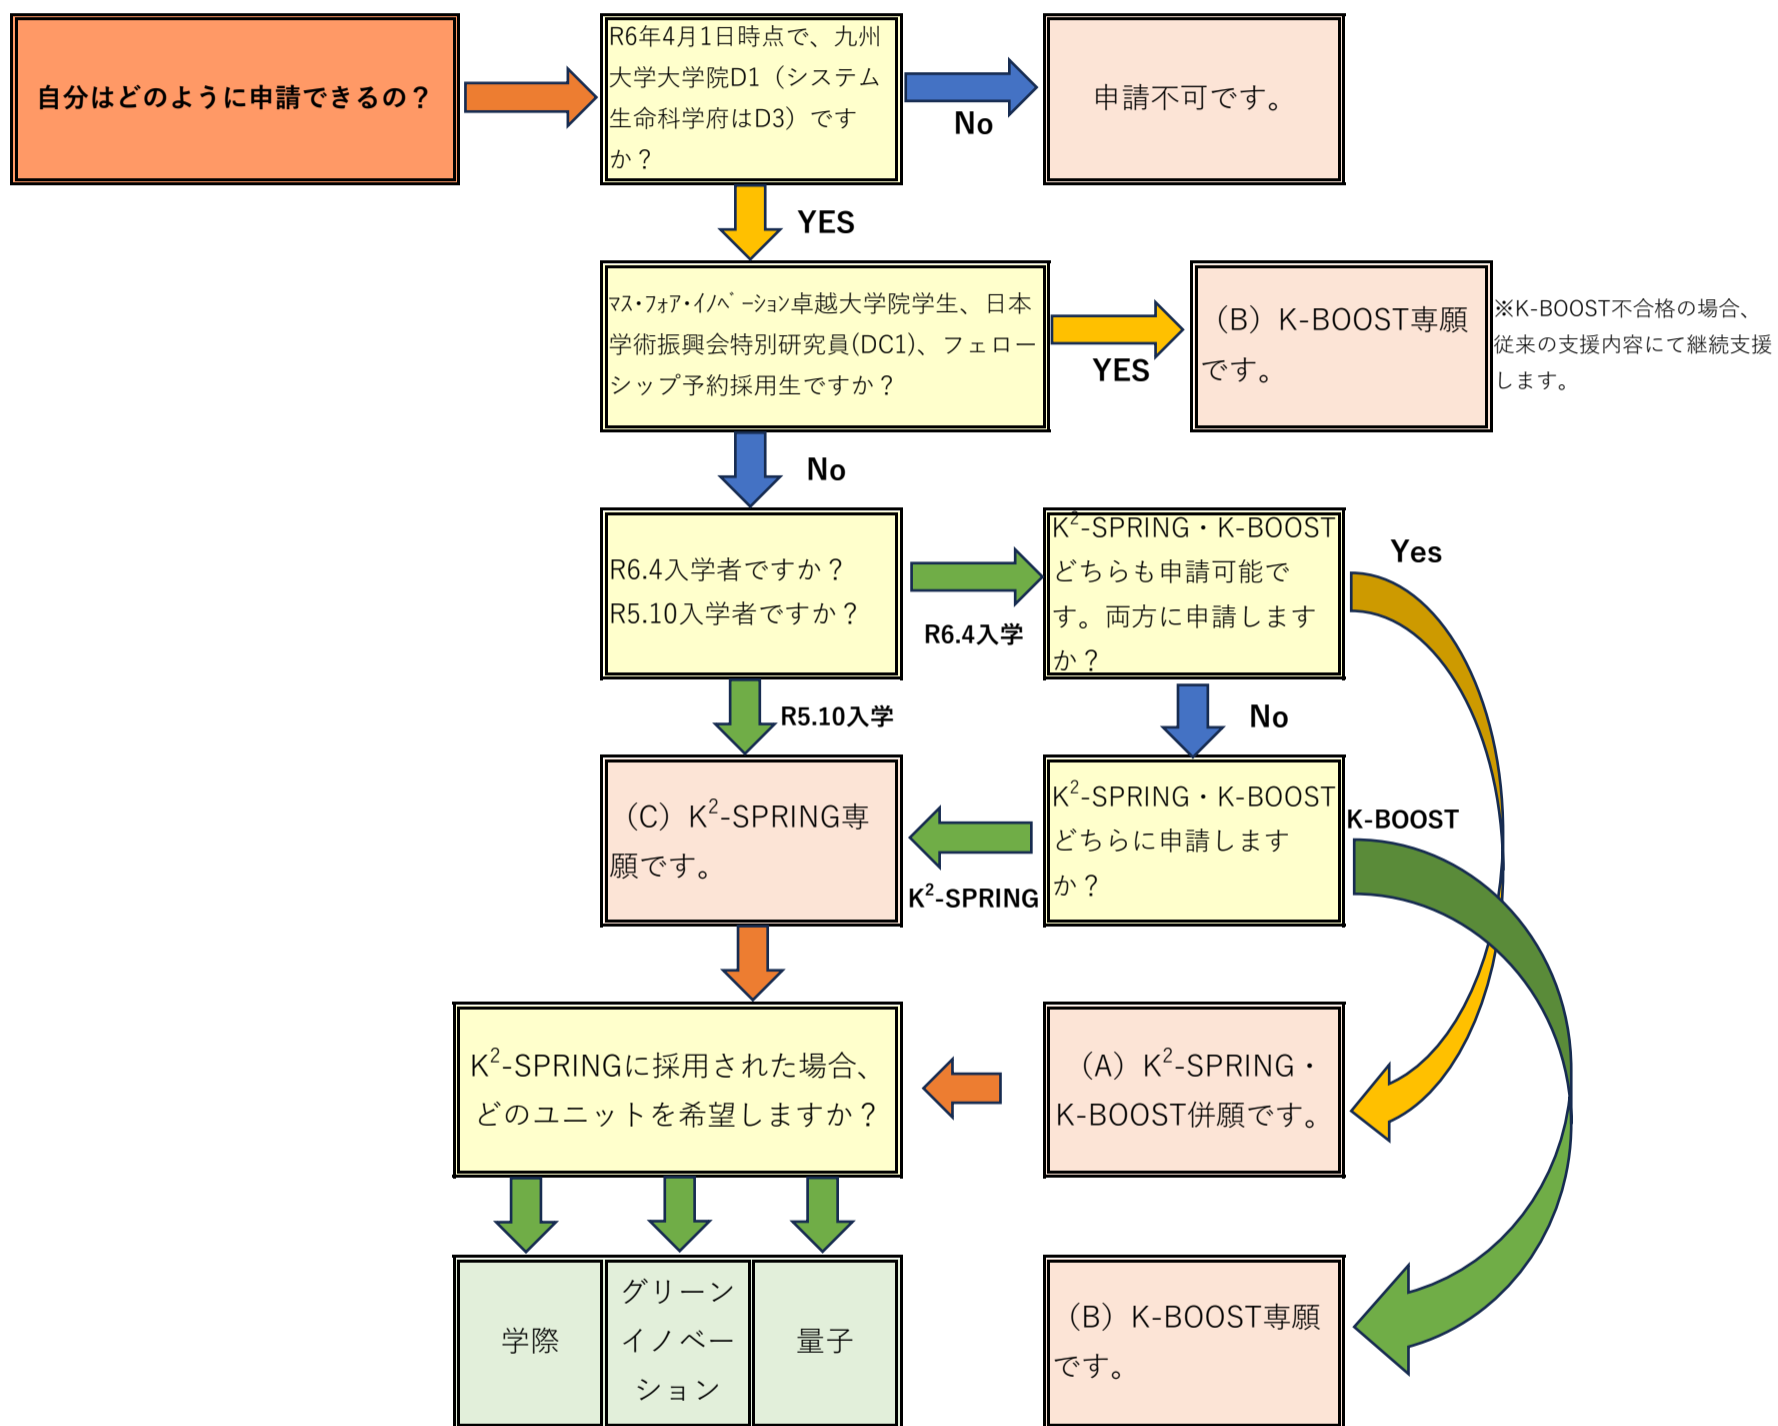 自分はどのように申請できるの？
R6年4月1日時点で、九州
大学大学院D1（システム
生命科学府はD3）です
か？
No
申請不可です。
YES
ﾏｽ・ﾌｫｱ・ｲﾉﾍﾞｰｼｮﾝ卓越大学院学生、日本
学術振興会特別研究員(DC1)、フェロー
シップ予約採用生ですか？
YES
（B）K-BOOST専願
です。
※K-BOOST不合格の場合、
従来の支援内容にて継続支援
します。
No
R6.4入学者ですか？
R5.10入学者ですか？
R6.4入学
K²-SPRING・K-BOOST
どちらも申請可能で
す。両方に申請します
か？
Yes
R5.10入学
No
（C）K²-SPRING専
願です。
K²-SPRING
K²-SPRING・K-BOOST
どちらに申請します
か？
K-BOOST
K²-SPRINGに採用された場合、
どのユニットを希望しますか？
（A）K²-SPRING・
K-BOOST併願です。
学際
グリーン
イノベー
ション
量子
（B）K-BOOST専願
です。